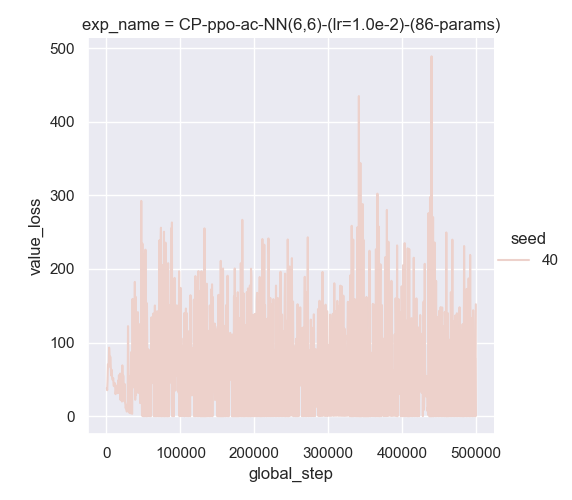 exp_name = CP-ppo-ac-NN(6,6)-(lr=1.0e-2)-(86-params)
500
400
300
200
100
0
value_loss
0 100000 200000 300000 400000 500000
global_step
seed
40